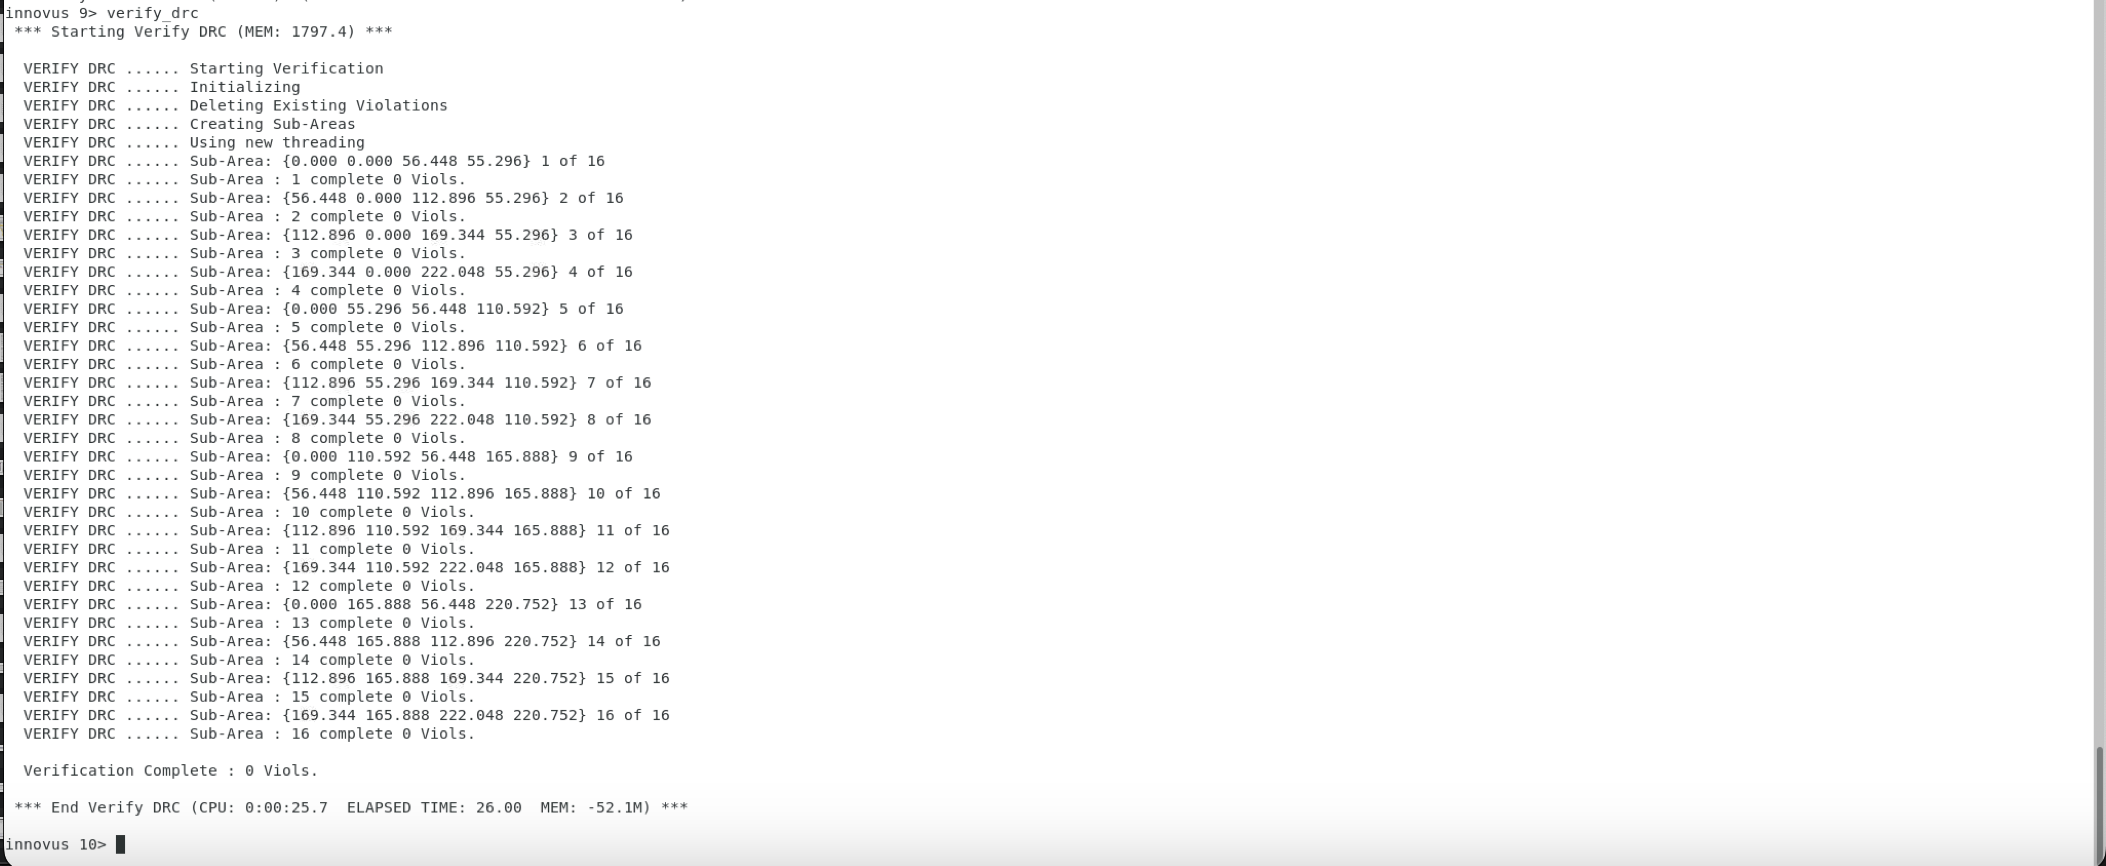 innovus 9> verify_drc
*** Starting Verify DRC (MEM: 1797.4) ***
VERIFY DRC ...... Starting Verification
VERIFY DRC ...... Initializing
VERIFY DRC ...... Deleting Existing Violations
VERIFY DRC ...... Creating Sub-Areas
VERIFY DRC ...... Using new threading
VERIFY DRC ...... Sub-Area: {0.000 0.000 56.448 55.296} 1 of 16
VERIFY DRC ...... Sub-Area : 1 complete 0 Viols.
VERIFY DRC ...... Sub-Area: {56.448 0.000 112.896 55.296} 2 of 16
VERIFY DRC ...... Sub-Area : 2 complete 0 Viols.
VERIFY DRC ...... Sub-Area: {112.896 0.000 169.344 55.296} 3 of 16
VERIFY DRC ...... Sub-Area : 3 complete 0 Viols.
VERIFY DRC ...... Sub-Area: {169.344 0.000 222.048 55.296} 4 of 16
VERIFY DRC ...... Sub-Area : 4 complete 0 Viols.
VERIFY DRC ...... Sub-Area: {0.000 55.296 56.448 110.592} 5 of 16
VERIFY DRC ...... Sub-Area : 5 complete 0 Viols.
VERIFY DRC ...... Sub-Area: {56.448 55.296 112.896 110.592} 6 of 16
VERIFY DRC ...... Sub-Area : 6 complete 0 Viols.
VERIFY DRC ...... Sub-Area: {112.896 55.296 169.344 110.592} 7 of 16
VERIFY DRC ...... Sub-Area : 7 complete 0 Viols.
VERIFY DRC ...... Sub-Area: {169.344 55.296 222.048 110.592} 8 of 16
VERIFY DRC ...... Sub-Area : 8 complete 0 Viols.
VERIFY DRC ...... Sub-Area: {0.000 110.592 56.448 165.888} 9 of 16
VERIFY DRC ...... Sub-Area : 9 complete 0 Viols.
VERIFY DRC ...... Sub-Area: {56.448 110.592 112.896 165.888} 10 of 16
VERIFY DRC ...... Sub-Area : 10 complete 0 Viols.
VERIFY DRC ...... Sub-Area: {112.896 110.592 169.344 165.888} 11 of 16
VERIFY DRC ...... Sub-Area : 11 complete 0 Viols.
VERIFY DRC ...... Sub-Area: {169.344 110.592 222.048 165.888} 12 of 16
VERIFY DRC ...... Sub-Area : 12 complete 0 Viols.
VERIFY DRC ...... Sub-Area: {0.000 165.888 56.448 220.752} 13 of 16
VERIFY DRC ...... Sub-Area : 13 complete 0 Viols.
VERIFY DRC ...... Sub-Area: {56.448 165.888 112.896 220.752} 14 of 16
VERIFY DRC ...... Sub-Area : 14 complete 0 Viols.
VERIFY DRC ...... Sub-Area: {112.896 165.888 169.344 220.752} 15 of 16
VERIFY DRC ...... Sub-Area : 15 complete 0 Viols.
VERIFY DRC ...... Sub-Area: {169.344 165.888 222.048 220.752} 16 of 16
VERIFY DRC ...... Sub-Area : 16 complete 0 Viols.
Verification Complete : 0 Viols.
*** End Verify DRC (CPU: 0:00:25.7  ELAPSED TIME: 26.00  MEM: -52.1M) ***
innovus 10>